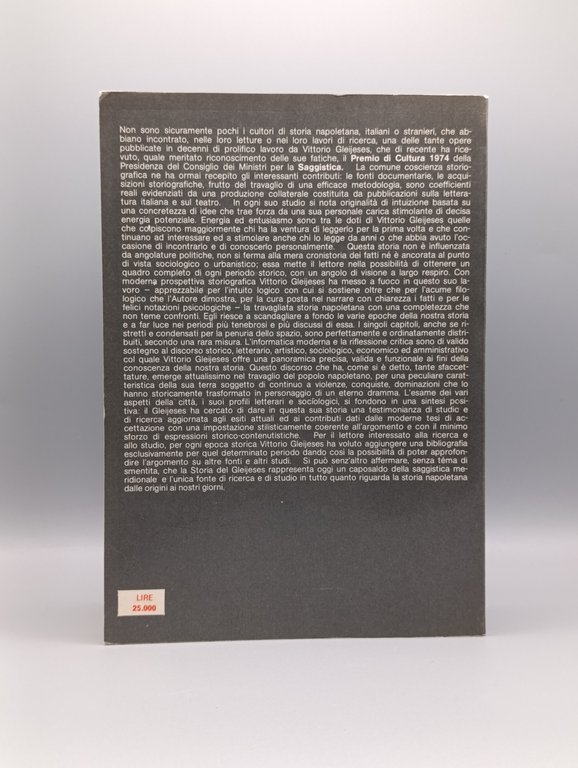 Non sono sicuramente pochi i cultori di storia napoletana, italiani o stranieri, che ab-
biano incontrato, nelle loro letture o nei loro lavori di ricerca, una delle tante opere
pubblicate in decenni di prolifico lavoro da Vittorio Gleijeses, che di recente ha rice-
vuto, quale meritato riconoscimento delle sue fatiche, il Premio di Cultura 1974 della
Presidenza del Consiglio dei Ministri per la Saggistica. La comune coscienza storio-
grafica ne ha ormai recepito gli interessanti contributi: le fonti documentarie, le acqui-
sizioni storiografiche, frutto del travaglio di una efficace metodologia, sono coefficienti
reali evidenziati da una produzione collaterale costituita da pubblicazioni sulla lettera-
tura italiana e sul teatro. In ogni suo studio si nota originalità di intuizione basata su
una concretezza di idee che trae forza da una sua personale carica stimolante di decisa
energia potenziale. Energia ed entusiasmo sono tra le doti di Vittorio Gleijeses quelle
che colpiscono maggiormente chi ha la ventura di leggerlo per la prima volta e che con-
tinuano ad interessare ed a stimolare anche chi lo legge da anni o che abbia avuto l'oc-
casione di incontrarlo e di conoscerlo personalmente. Questa storia non è influenzata
da angolature politiche, non si ferma alla mera cronistoria dei fatti né è ancorata al punto
di vista sociologico o urbanistico; essa mette il lettore nella possibilità di ottenere un
quadro completo di ogni periodo storico, con un angolo di visione a largo respiro. Con
moderna prospettiva storiografica Vittorio Gleijeses ha messo a fuoco in questo suo la-
voro – apprezzabile per l'intuito logico con cui si sostiene oltre che per l'acume filo-
logico che l'Autore dimostra, per la cura posta nel narrare con chiarezza i fatti e per le
felici notazioni psicologiche – la travagliata storia napoletana con una completezza che
non teme confronti. Egli riesce a scandagliare a fondo le varie epoche della nostra storia
e a far luce nei periodi più tenebrosi e più discussi di essa. I singoli capitoli, anche se ri-
stretti e condensati per la penuria dello spazio, sono perfettamente e ordinatamente distri-
buiti, secondo una rara misura. L'informatica moderna e la riflessione critica sono di valido
sostegno al discorso storico, letterario, artistico, sociologico, economico ed amministrativo
col quale Vittorio Gleijeses offre una panoramica precisa, valida e funzionale ai fini della
conoscenza della nostra storia. Questo discorso che ha, come si è detto, tante sfaccet-
tature, emerge attualissimo nel travaglio del popolo napoletano, per una peculiare carat-
teristica della sua terra soggetto di continuo a violenze, conquiste, dominazioni che lo
hanno storicamente trasformato in personaggio di un eterno dramma. L'esame dei vari
aspetti della città, i suoi profili letterari e sociologici, si fondono in una sintesi posi-
tiva: il Gleijeses ha cercato di dare in questa sua storia una testimonianza di studio e
di ricerca aggiornata agli esiti attuali ed ai contributi dati dalle moderne tesi di ac-
cettazione con una impostazione stilisticamente coerente all'argomento e con il minimo
sforzo di espressioni storico-contenutistiche. Per il lettore interessato alla ricerca e
allo studio, per ogni epoca storica Vittorio Gleijeses ha voluto aggiungere una bibliografia
esclusivamente per quel determinato periodo dando così la possibilità di poter approfon-
dire l'argomento su altre fonti e altri studi. Si può senz'altro affermare, senza téma di
smentita, che la Storia del Gleijeses rappresenta oggi un caposaldo della saggistica me-
ridionale e l'unica fonte di ricerca e di studio in tutto quanto riguarda la storia napoletana
dalle origini ai nostri giorni.
LIRE
25.000